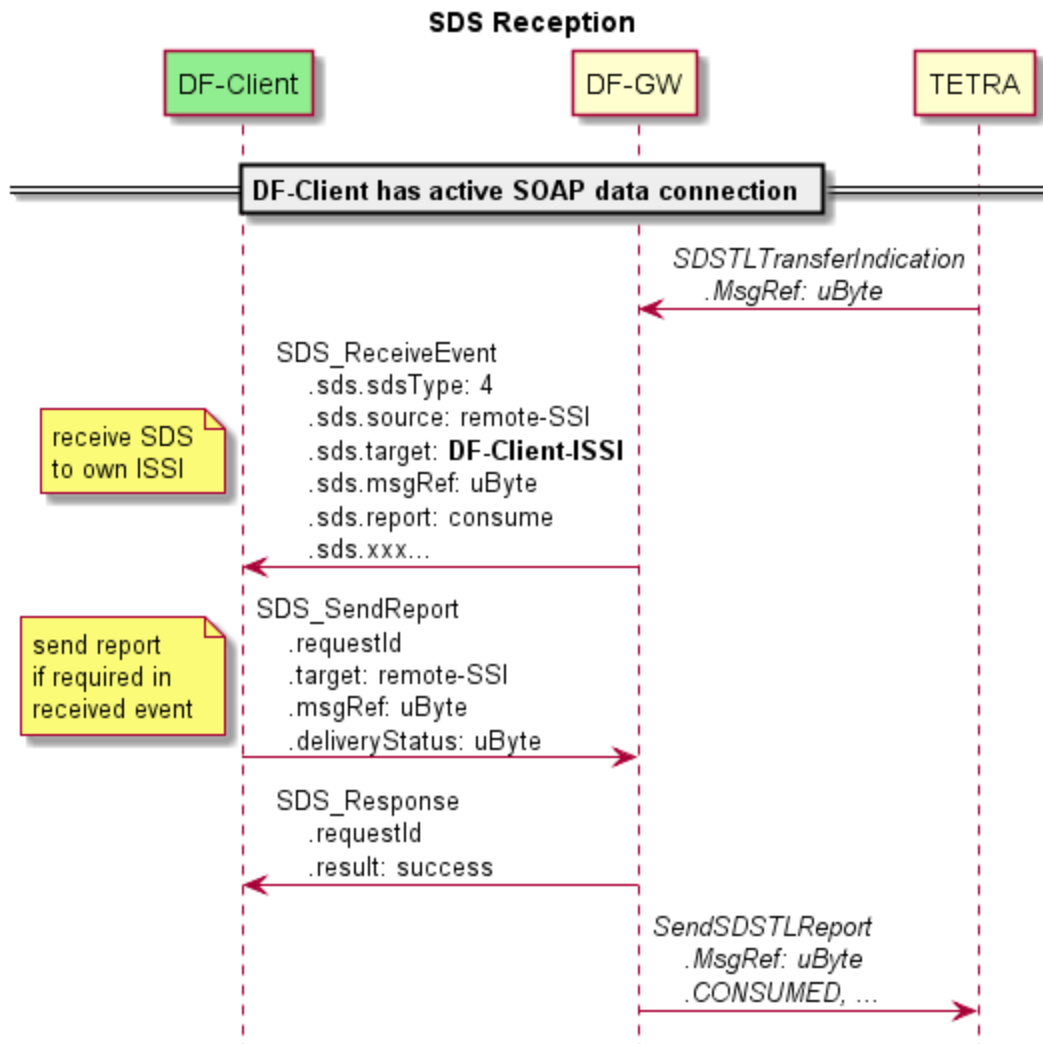 SDS Reception
DF-Client
DF-GW
TETRA
DF-Client has active SOAP data connection
SDSTLTransferIndication
.MsgRef: uByte
SDS_ReceiveEvent
.sds.sdsType: 4
.sds.source: remote-SSI
.sds.target: DF-Client-ISSI
.sds.msgRef: uByte
.sds.report: consume
.sds.xxx...
receive SDS
to own ISSI
SDS_SendReport
.requestId
.target: remote-SSI
.msgRef: uByte
.deliveryStatus: uByte
send report
if required in
received event
SDS_Response
.requestId
.result: success
SendSDSTLReport
.MsgRef: uByte
.CONSUMED, ...